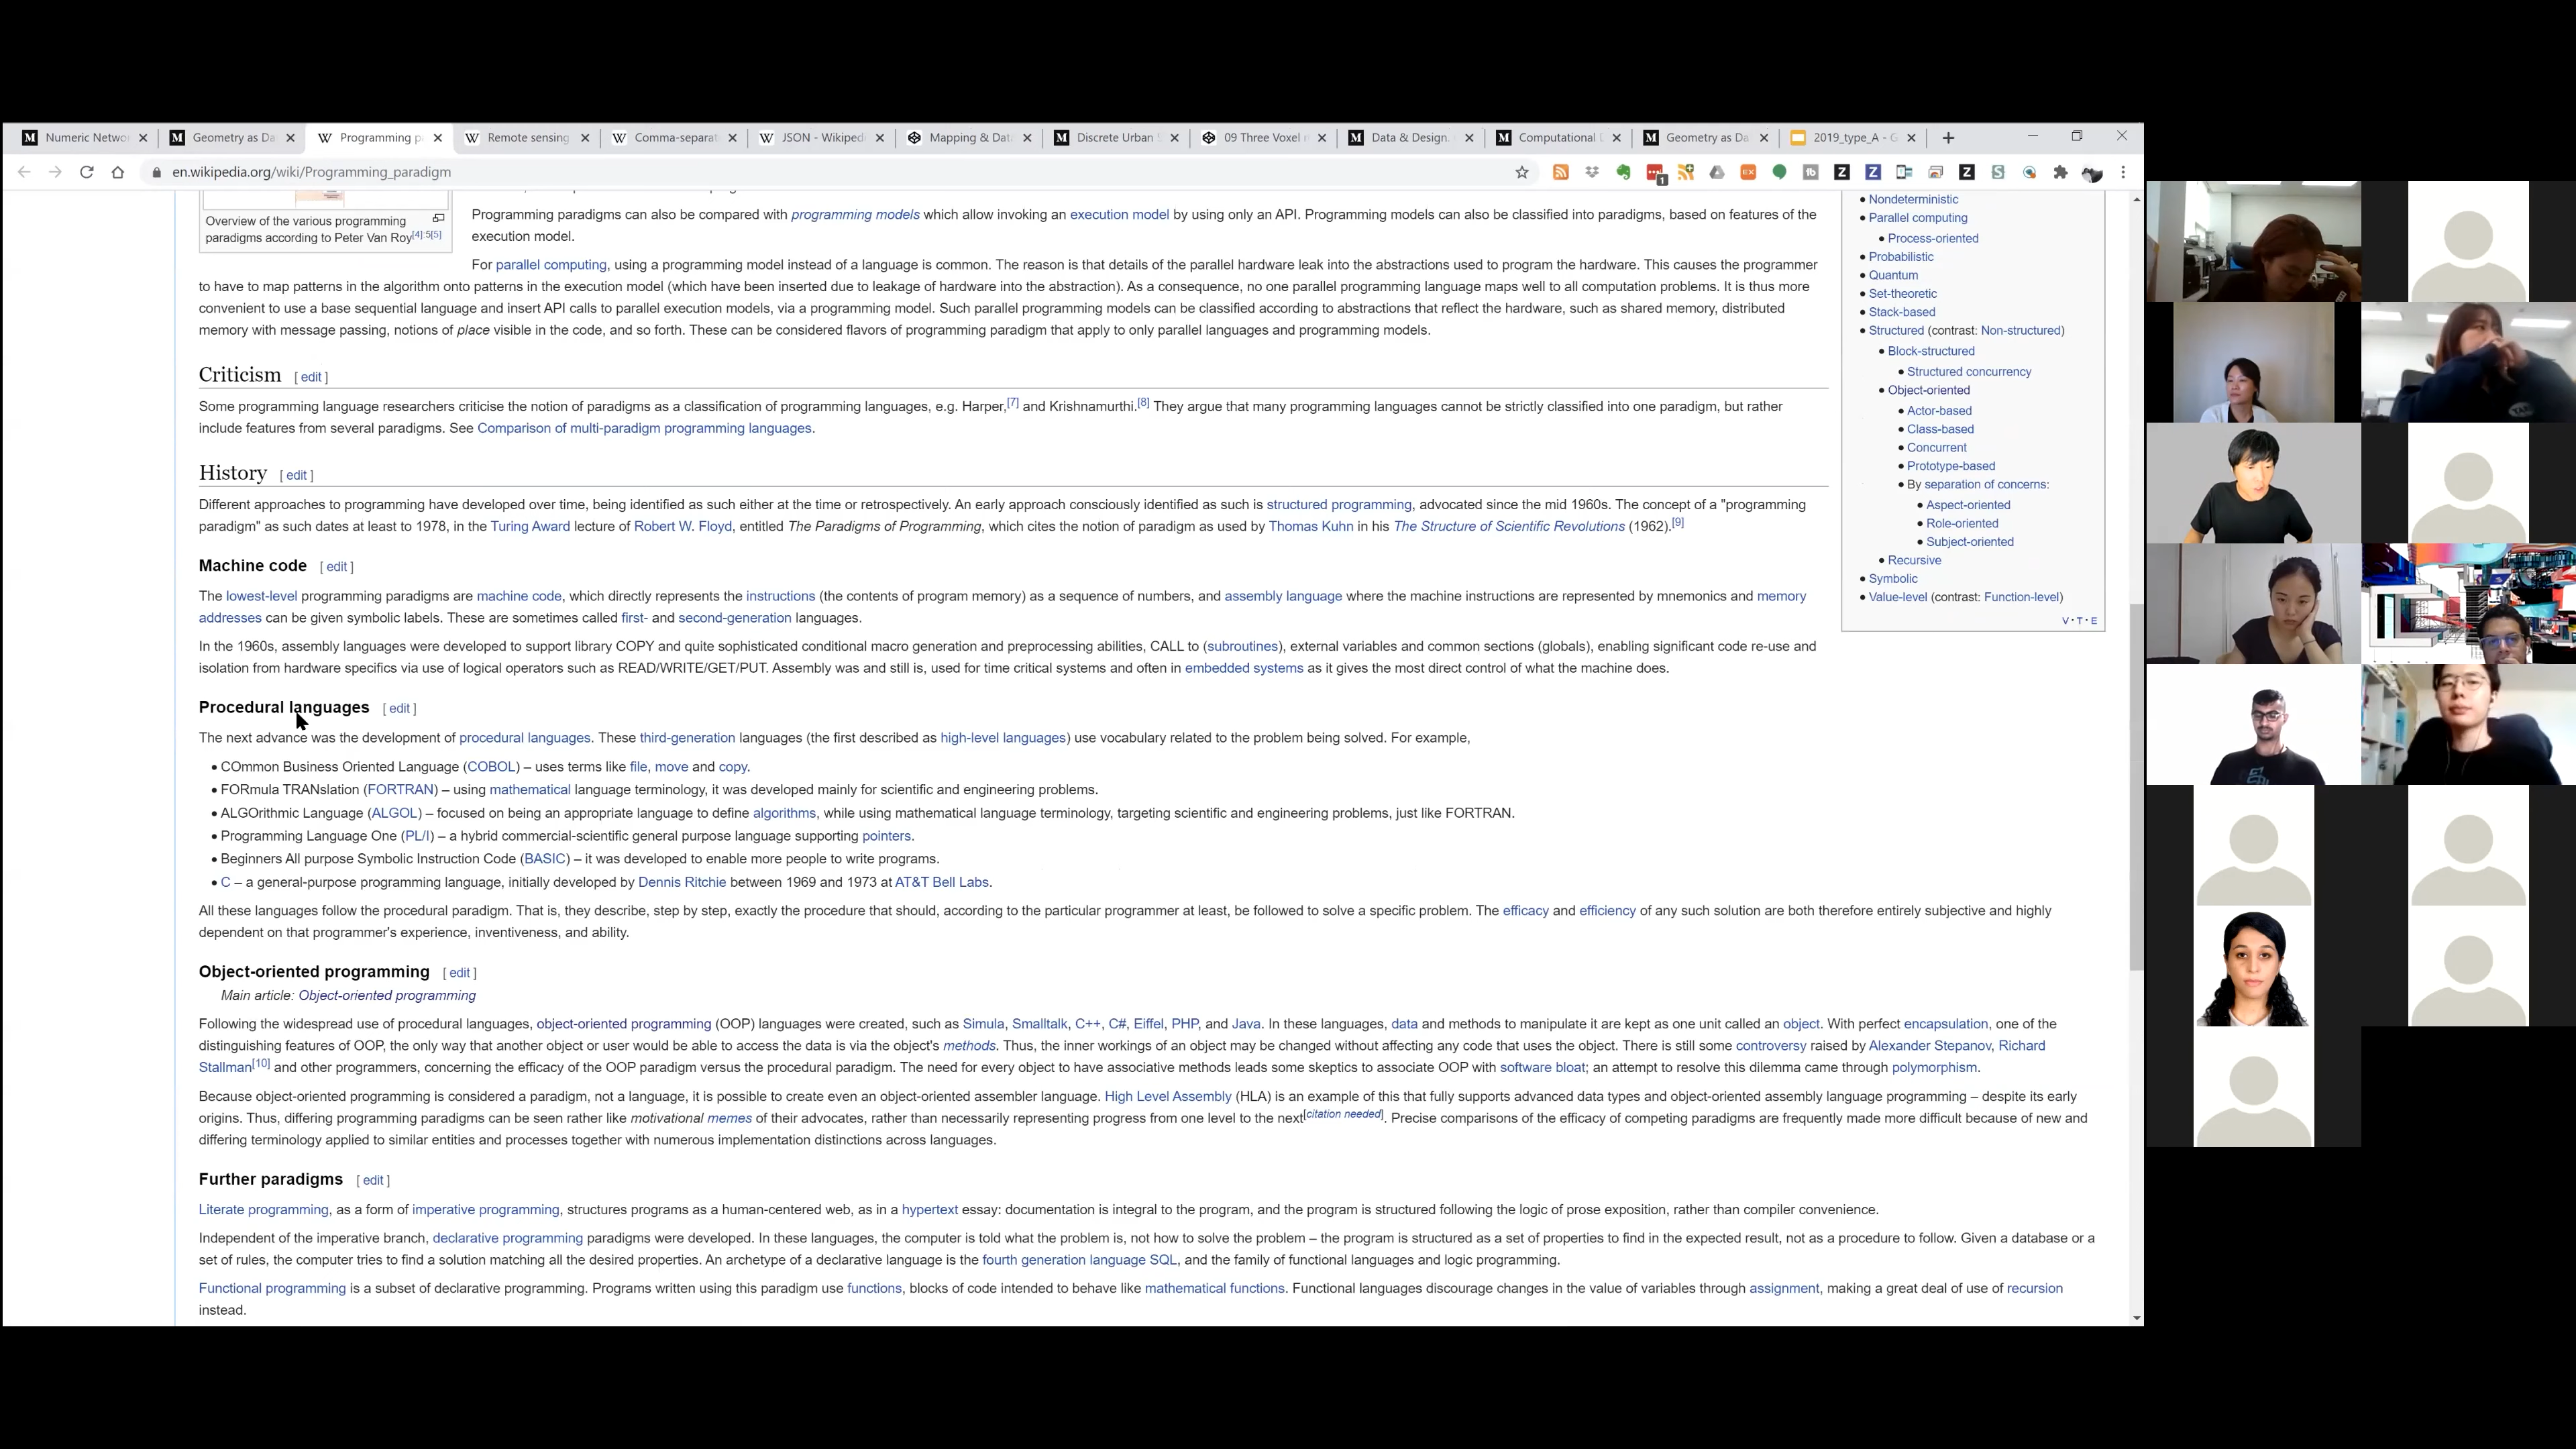 Numeric Netwo
Geometry as Da
Programming p
Remote sensing
Comma-separat
JSON - Wikiped
Mapping & Dat
Discrete Urban
09 Three Voxel
Data & Design.
Computational
Geometry as Da
2019_type_A - G
en.wikipedia.org/wiki/Programming_paradigm
Overview of the various programming
paradigms according to Peter Van Roy[4]:5[5]
Programming paradigms can also be compared with programming models which allow invoking an execution model by using only an API. Programming models can also be classified into paradigms, based on features of the
execution model.
For parallel computing, using a programming model instead of a language is common. The reason is that details of the parallel hardware leak into the abstractions used to program the hardware. This causes the programmer
to have to map patterns in the algorithm onto patterns in the execution model (which have been inserted due to leakage of hardware into the abstraction). As a consequence, no one parallel programming language maps well to all computation problems. It is thus more
convenient to use a base sequential language and insert API calls to parallel execution models, via a programming model. Such parallel programming models can be classified according to abstractions that reflect the hardware, such as shared memory, distributed
memory with message passing, notions of place visible in the code, and so forth. These can be considered flavors of programming paradigm that apply to only parallel languages and programming models.
Criticism [ edit ]
Some programming language researchers criticise the notion of paradigms as a classification of programming languages, e.g. Harper,[7] and Krishnamurthi.[8] They argue that many programming languages cannot be strictly classified into one paradigm, but rather
include features from several paradigms. See Comparison of multi-paradigm programming languages.
History [ edit ]
Different approaches to programming have developed over time, being identified as such either at the time or retrospectively. An early approach consciously identified as such is structured programming, advocated since the mid 1960s. The concept of a "programming
paradigm" as such dates at least to 1978, in the Turing Award lecture of Robert W. Floyd, entitled The Paradigms of Programming, which cites the notion of paradigm as used by Thomas Kuhn in his The Structure of Scientific Revolutions (1962).[9]
Machine code [ edit ]
The lowest-level programming paradigms are machine code, which directly represents the instructions (the contents of program memory) as a sequence of numbers, and assembly language where the machine instructions are represented by mnemonics and memory
addresses can be given symbolic labels. These are sometimes called first- and second-generation languages.
In the 1960s, assembly languages were developed to support library COPY and quite sophisticated conditional macro generation and preprocessing abilities, CALL to (subroutines), external variables and common sections (globals), enabling significant code re-use and
isolation from hardware specifics via use of logical operators such as READ/WRITE/GET/PUT. Assembly was and still is, used for time critical systems and often in embedded systems as it gives the most direct control of what the machine does.
Procedural languages [ edit ]
The next advance was the development of procedural languages. These third-generation languages (the first described as high-level languages) use vocabulary related to the problem being solved. For example,
• COmmon Business Oriented Language (COBOL) – uses terms like file, move and copy.
• FORmula TRANslation (FORTRAN) – using mathematical language terminology, it was developed mainly for scientific and engineering problems.
• ALGOrithmic Language (ALGOL) – focused on being an appropriate language to define algorithms, while using mathematical language terminology, targeting scientific and engineering problems, just like FORTRAN.
• Programming Language One (PL/I) – a hybrid commercial-scientific general purpose language supporting pointers.
• Beginners All purpose Symbolic Instruction Code (BASIC) – it was developed to enable more people to write programs.
• C – a general-purpose programming language, initially developed by Dennis Ritchie between 1969 and 1973 at AT&T Bell Labs.
All these languages follow the procedural paradigm. That is, they describe, step by step, exactly the procedure that should, according to the particular programmer at least, be followed to solve a specific problem. The efficacy and efficiency of any such solution are both therefore entirely subjective and highly
dependent on that programmer's experience, inventiveness, and ability.
Object-oriented programming [ edit ]
Main article: Object-oriented programming
Following the widespread use of procedural languages, object-oriented programming (OOP) languages were created, such as Simula, Smalltalk, C++, C#, Eiffel, PHP, and Java. In these languages, data and methods to manipulate it are kept as one unit called an object. With perfect encapsulation, one of the
distinguishing features of OOP, the only way that another object or user would be able to access the data is via the object's methods. Thus, the inner workings of an object may be changed without affecting any code that uses the object. There is still some controversy raised by Alexander Stepanov, Richard
Stallman[10] and other programmers, concerning the efficacy of the OOP paradigm versus the procedural paradigm. The need for every object to have associative methods leads some skeptics to associate OOP with software bloat; an attempt to resolve this dilemma came through polymorphism.
Because object-oriented programming is considered a paradigm, not a language, it is possible to create even an object-oriented assembler language. High Level Assembly (HLA) is an example of this that fully supports advanced data types and object-oriented assembly language programming – despite its early
origins. Thus, differing programming paradigms can be seen rather like motivational memes of their advocates, rather than necessarily representing progress from one level to the next[citation needed]. Precise comparisons of the efficacy of competing paradigms are frequently made more difficult because of new and
differing terminology applied to similar entities and processes together with numerous implementation distinctions across languages.
Further paradigms [ edit ]
Literate programming, as a form of imperative programming, structures programs as a human-centered web, as in a hypertext essay: documentation is integral to the program, and the program is structured following the logic of prose exposition, rather than compiler convenience.
Independent of the imperative branch, declarative programming paradigms were developed. In these languages, the computer is told what the problem is, not how to solve the problem – the program is structured as a set of properties to find in the expected result, not as a procedure to follow. Given a database or a
set of rules, the computer tries to find a solution matching all the desired properties. An archetype of a declarative language is the fourth generation language SQL, and the family of functional languages and logic programming.
Functional programming is a subset of declarative programming. Programs written using this paradigm use functions, blocks of code intended to behave like mathematical functions. Functional languages discourage changes in the value of variables through assignment, making a great deal of use of recursion
instead.
• Nondeterministic
• Parallel computing
• Process-oriented
• Probabilistic
• Quantum
• Set-theoretic
• Stack-based
• Structured (contrast: Non-structured)
• Block-structured
• Structured concurrency
• Object-oriented
• Actor-based
• Class-based
• Concurrent
• Prototype-based
• By separation of concerns:
• Aspect-oriented
• Role-oriented
• Subject-oriented
• Recursive
• Symbolic
• Value-level (contrast: Function-level)
V·T·E